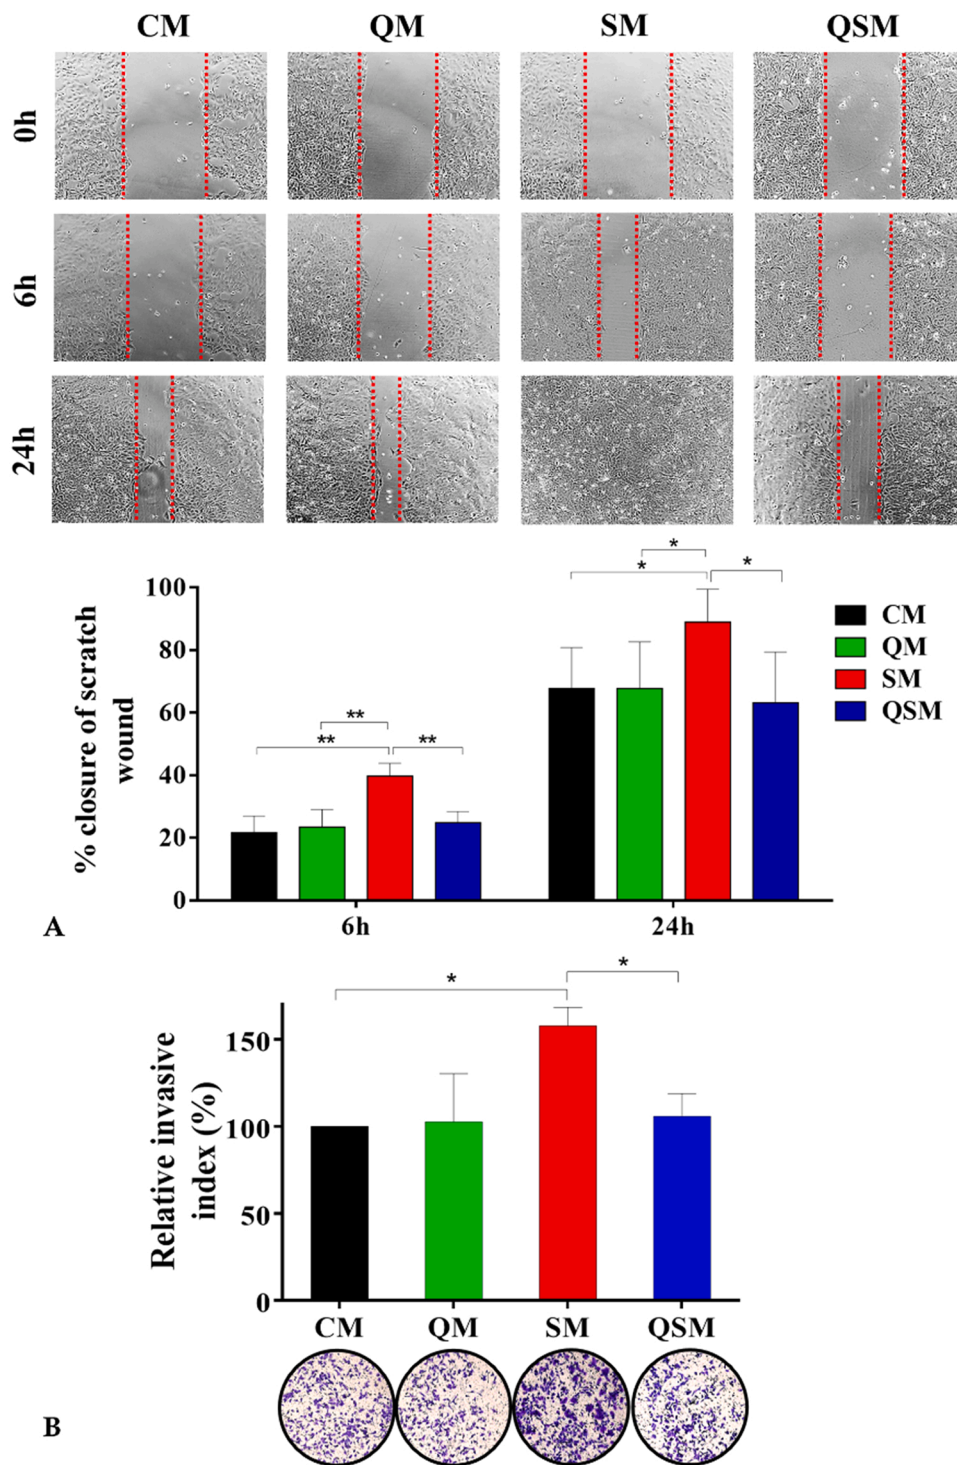 CM QM SM QSM
0h
6h
24h
% closure of scratch
wound
100
80
60
40
20
0
** ** **
* * *
6h 24h
CM
QM
SM
QSM
A
Relative invasive
index (%)
150
100
50
0
* *
CM QM SM QSM
B